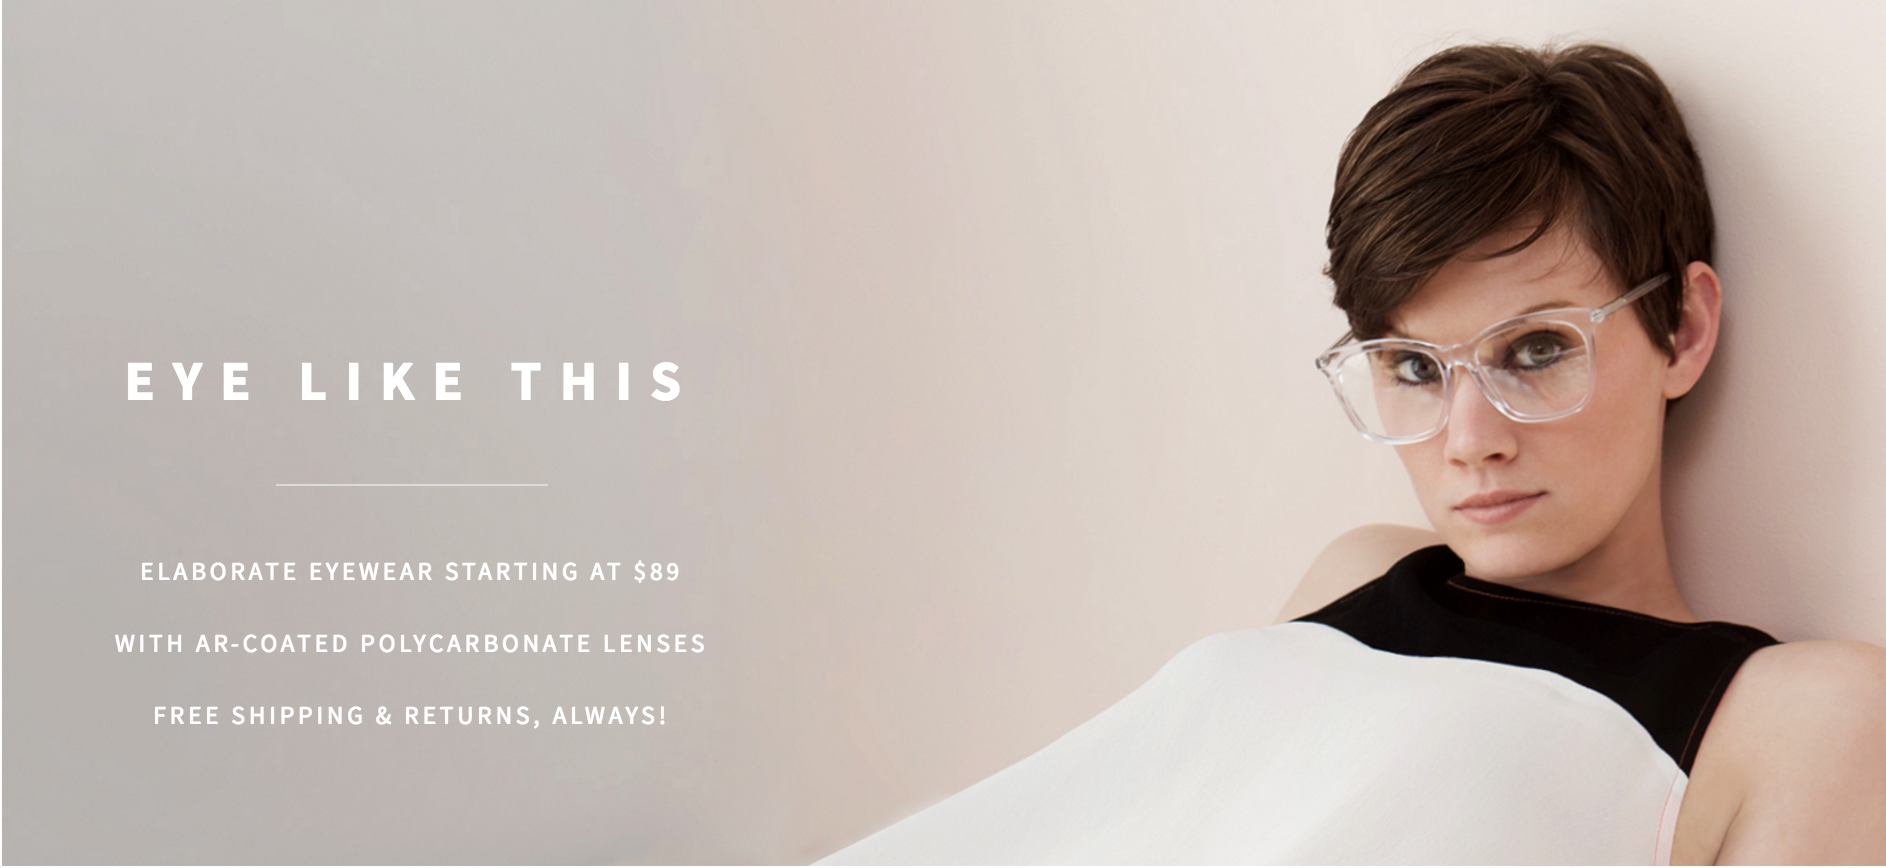 EYE LIKE THIS
ELABORATE EYEWEAR STARTING AT $89
WITH AR-COATED POLYCARBONATE LENSES
FREE SHIPPING & RETURNS, ALWAYS!